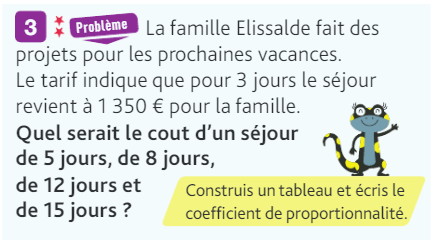 3 Problème La famille Elissalde fait des
projets pour les prochaines vacances.
Le tarif indique que pour 3 jours le séjour
revient à 1 350 € pour la famille.
Quel serait le cout d’un séjour
de 5 jours, de 8 jours,
de 12 jours et
de 15 jours ?
Construis un tableau et écris le
coefficient de proportionnalité.